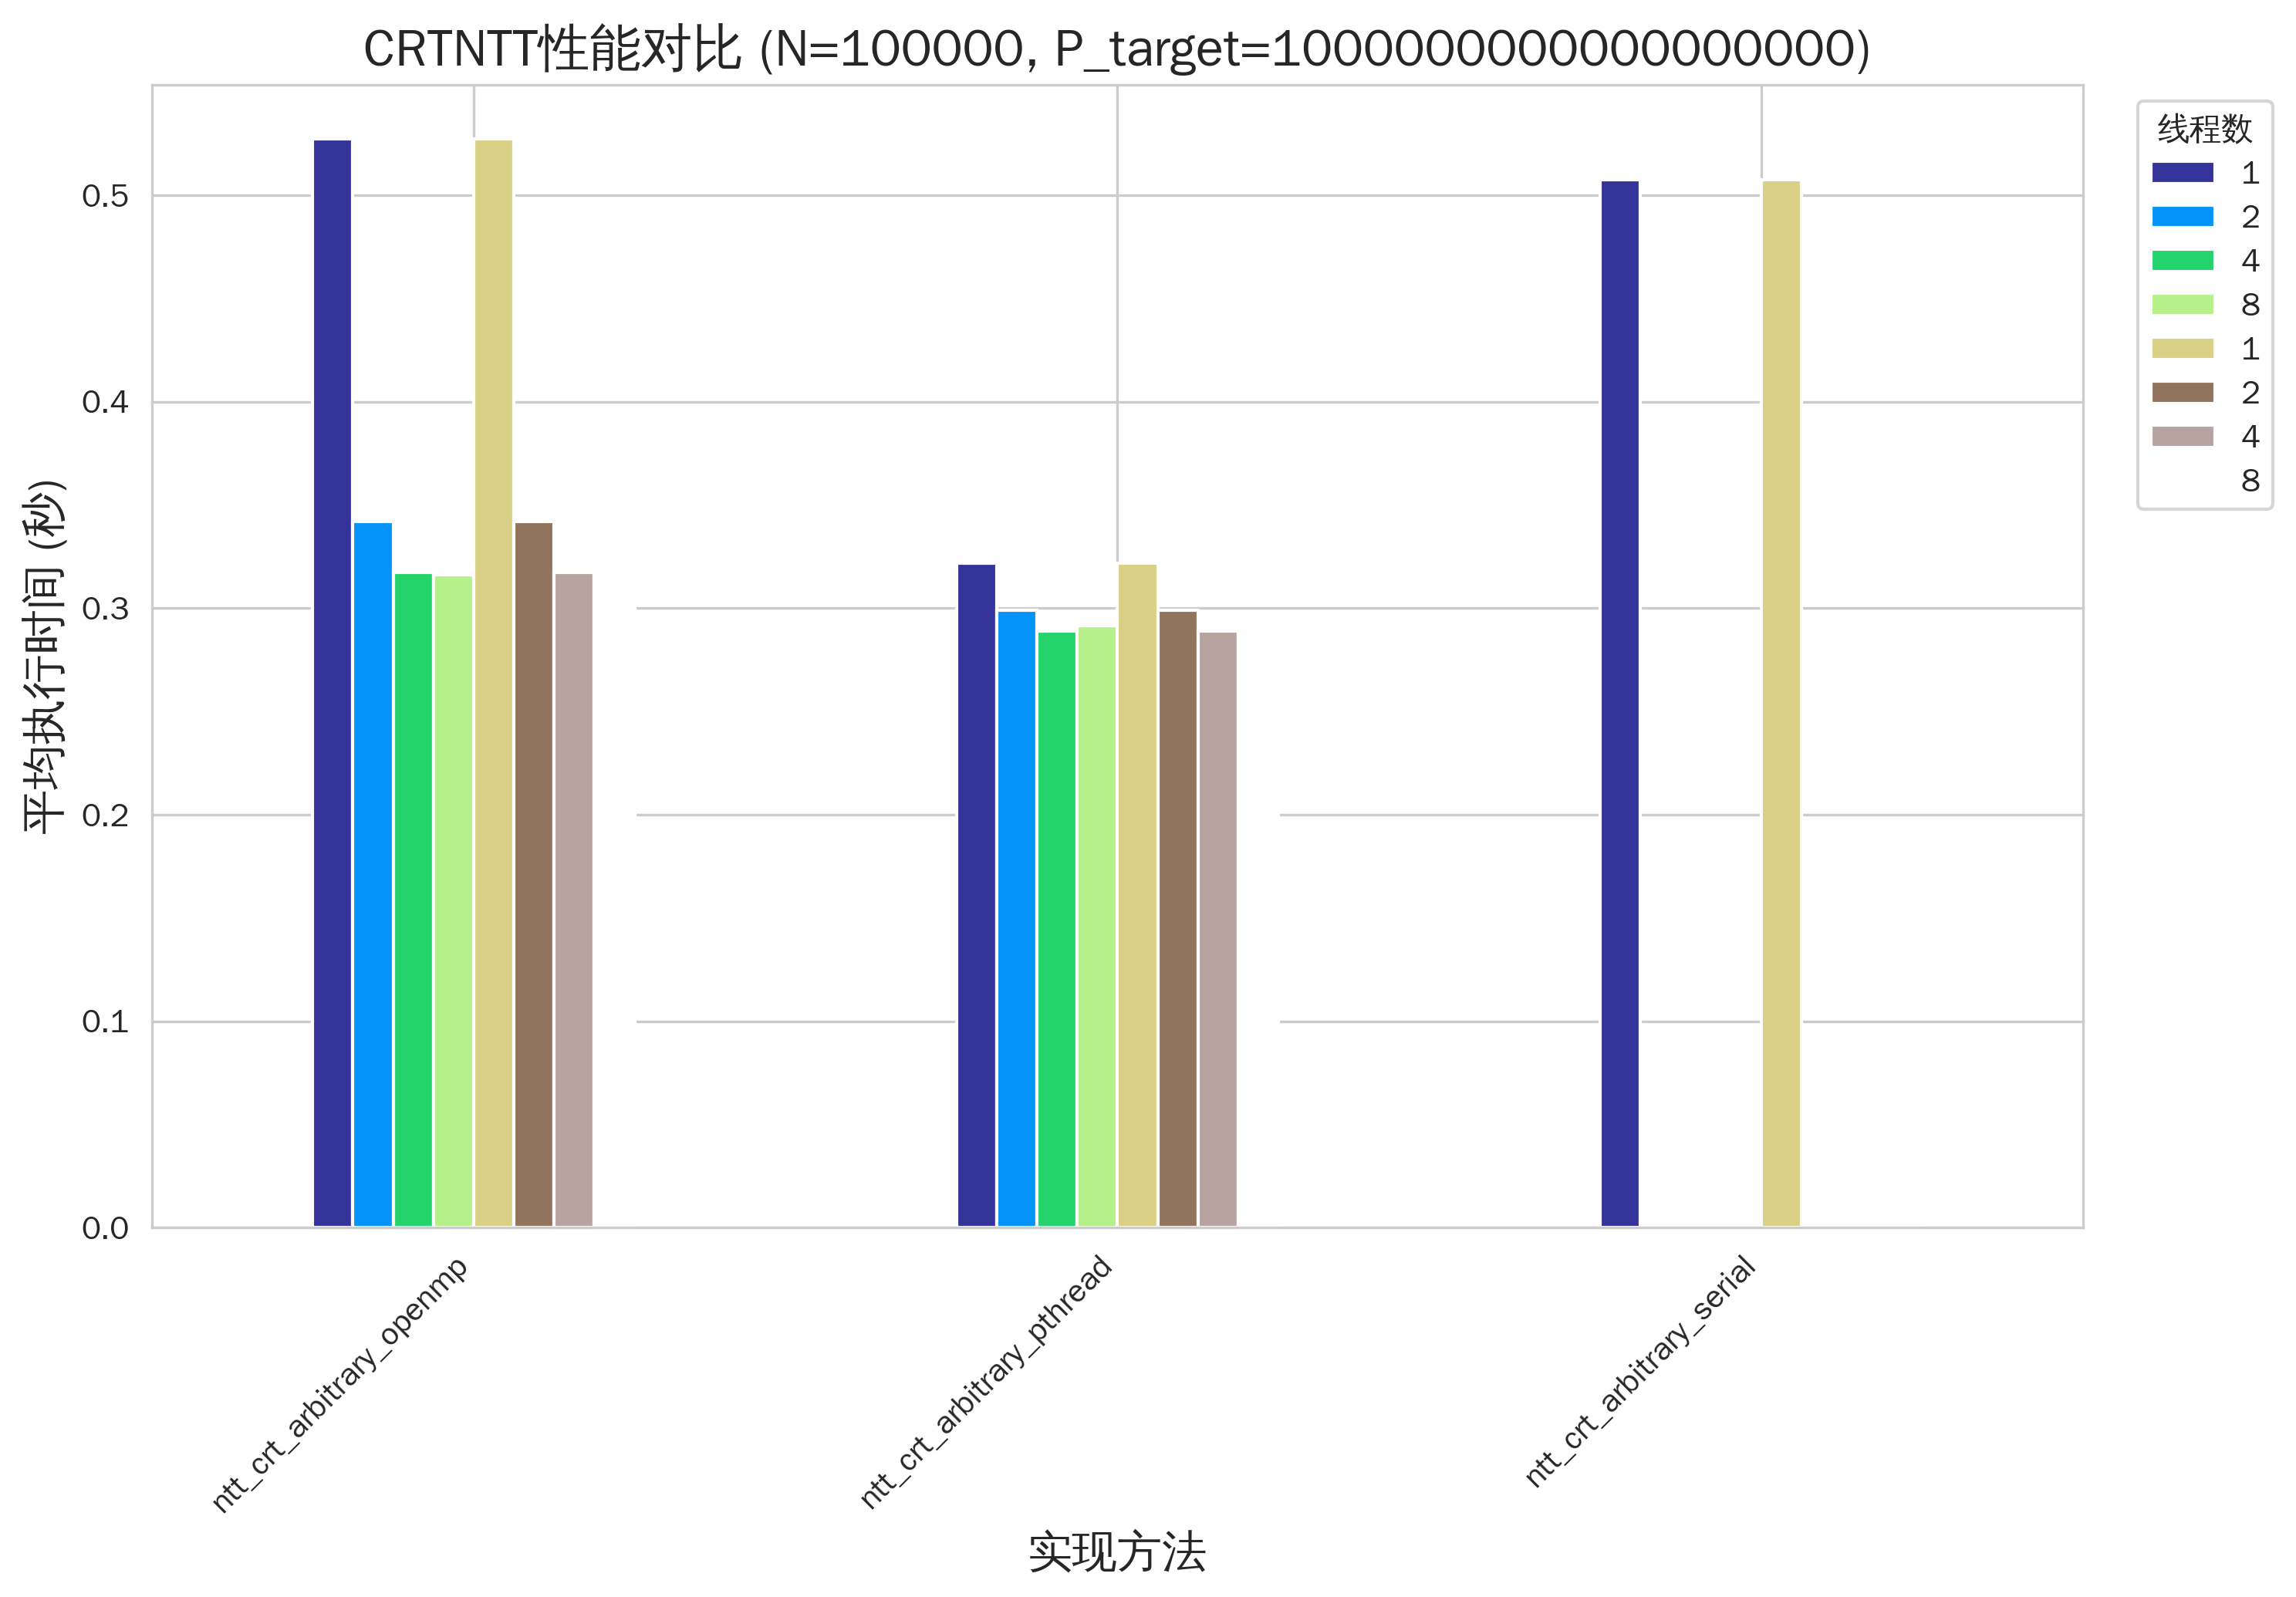 CRTNTT性能对比 (N=100000, P_target=1000000000000000000)
线程数
1
2
4
8
1
2
4
8
平均执行时间 (秒)
0.5
0.4
0.3
0.2
0.1
0.0
ntt_crt_arbitrary_openmp
ntt_crt_arbitrary_pthread
ntt_crt_arbitrary_serial
实现方法